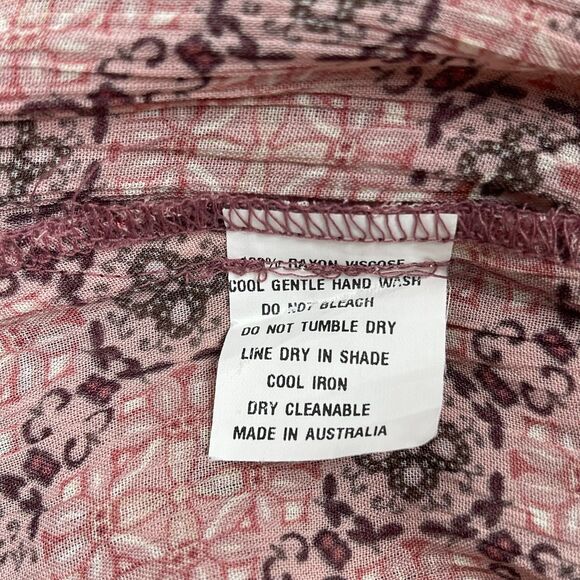 100% RAYON VISCOSE
COOL GENTLE HAND WASH
DO NOT BLEACH
DO NOT TUMBLE DRY
LINE DRY IN SHADE
COOL IRON
DRY CLEANABLE
MADE IN AUSTRALIA